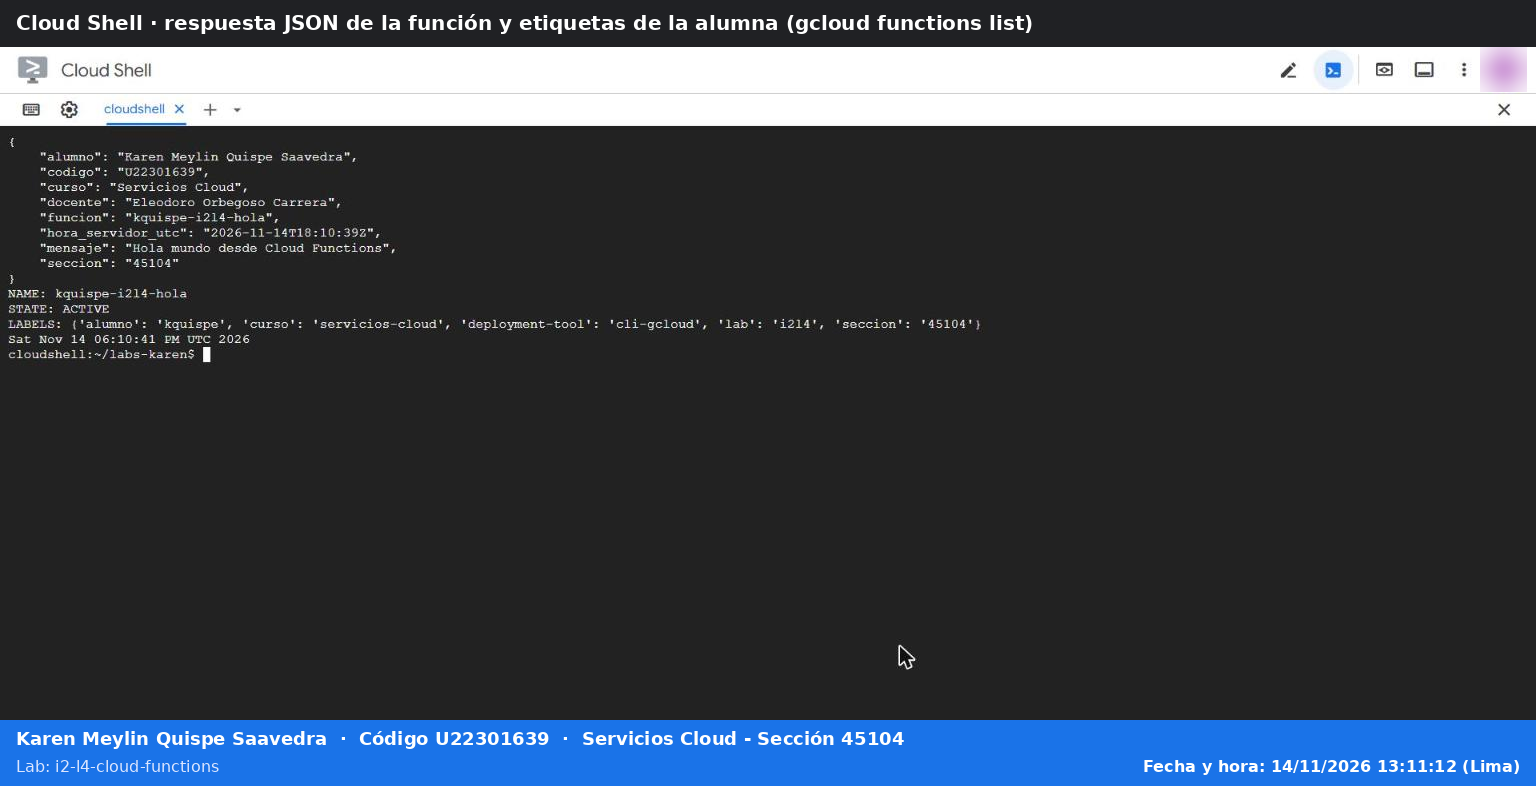 Cloud Shell · respuesta JSON de la función y etiquetas de la alumna (gcloud functions list)
Cloud Shell
cloudshell
{
    "alumno": "Karen Meylin Quispe Saavedra",
    "codigo": "U22301639",
    "curso": "Servicios Cloud",
    "docente": "Eleodoro Orbegoso Carrera",
    "funcion": "kquispe-i2l4-hola",
    "hora_servidor_utc": "2026-11-14T18:10:39Z",
    "mensaje": "Hola mundo desde Cloud Functions",
    "seccion": "45104"
}
NAME: kquispe-i2l4-hola
STATE: ACTIVE
LABELS: {'alumno': 'kquispe', 'curso': 'servicios-cloud', 'deployment-tool': 'cli-gcloud', 'lab': 'i2l4', 'seccion': '45104'}
Sat Nov 14 06:10:41 PM UTC 2026
cloudshell:~/labs-karen$
Karen Meylin Quispe Saavedra · Código U22301639 · Servicios Cloud - Sección 45104
Lab: i2-l4-cloud-functions
Fecha y hora: 14/11/2026 13:11:12 (Lima)